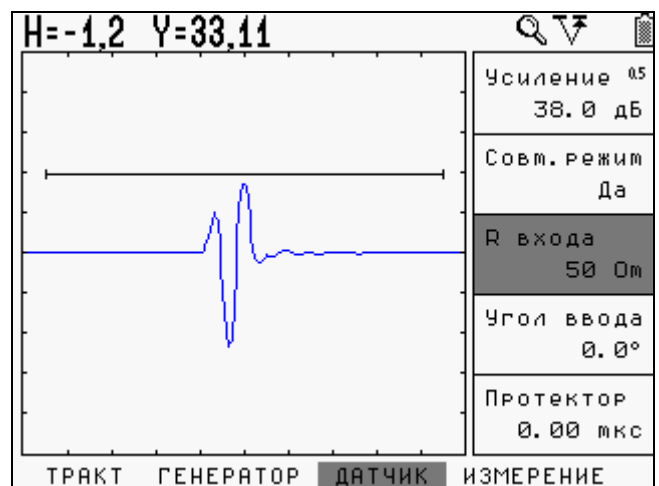 H=-1,2 Y=33,11
Усиление 0.5
38.0 дБ
Совм.режим
Да
R входа
50 Ом
Угол ввода
0.0°
Протектор
0.00 мкс
ТРАКТ ГЕНЕРАТОР ДАТЧИК ИЗМЕРЕНИЕ